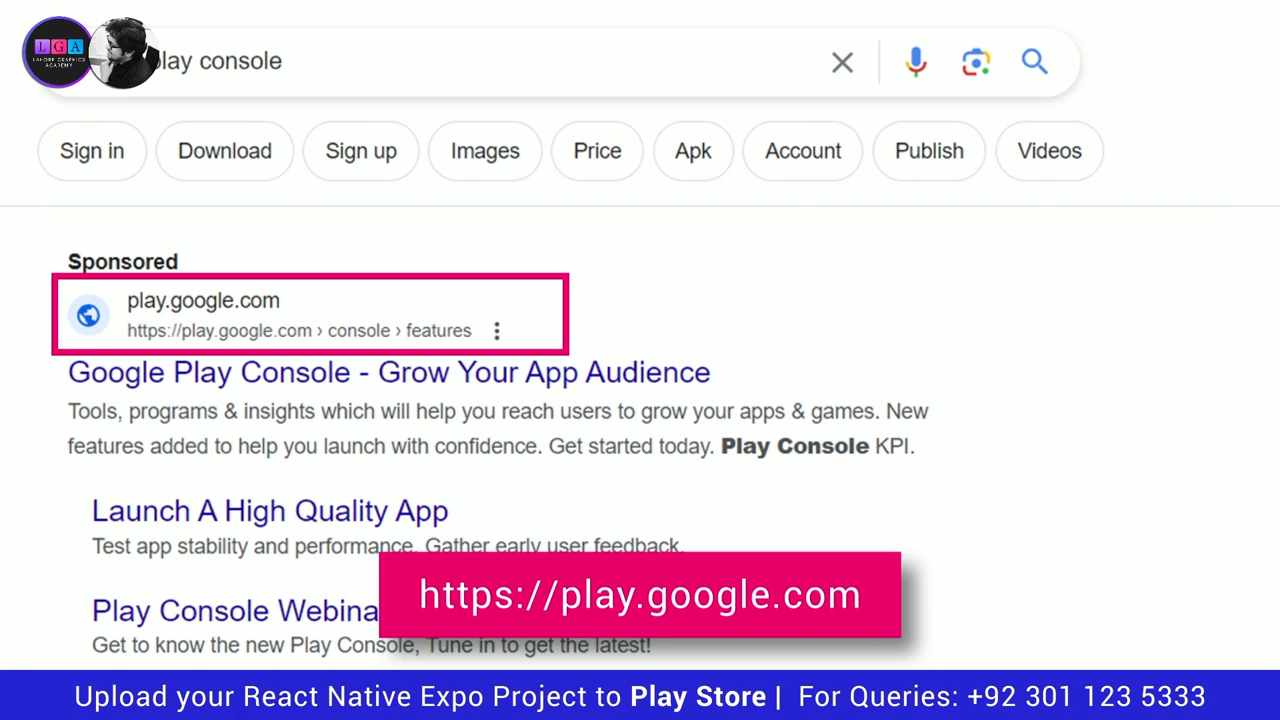 LGA
LAHORE GRAPHICS
ACADEMY
play console
Sign in
Download
Sign up
Images
Price
Apk
Account
Publish
Videos
Sponsored
play.google.com
https://play.google.com › console › features
Google Play Console - Grow Your App Audience
Tools, programs & insights which will help you reach users to grow your apps & games. New
features added to help you launch with confidence. Get started today. Play Console KPI.
Launch A High Quality App
Test app stability and performance. Gather early user feedback.
https://play.google.com
Play Console Webina
Get to know the new Play Console, Tune in to get the latest!
Upload your React Native Expo Project to Play Store | For Queries: +92 301 123 5333